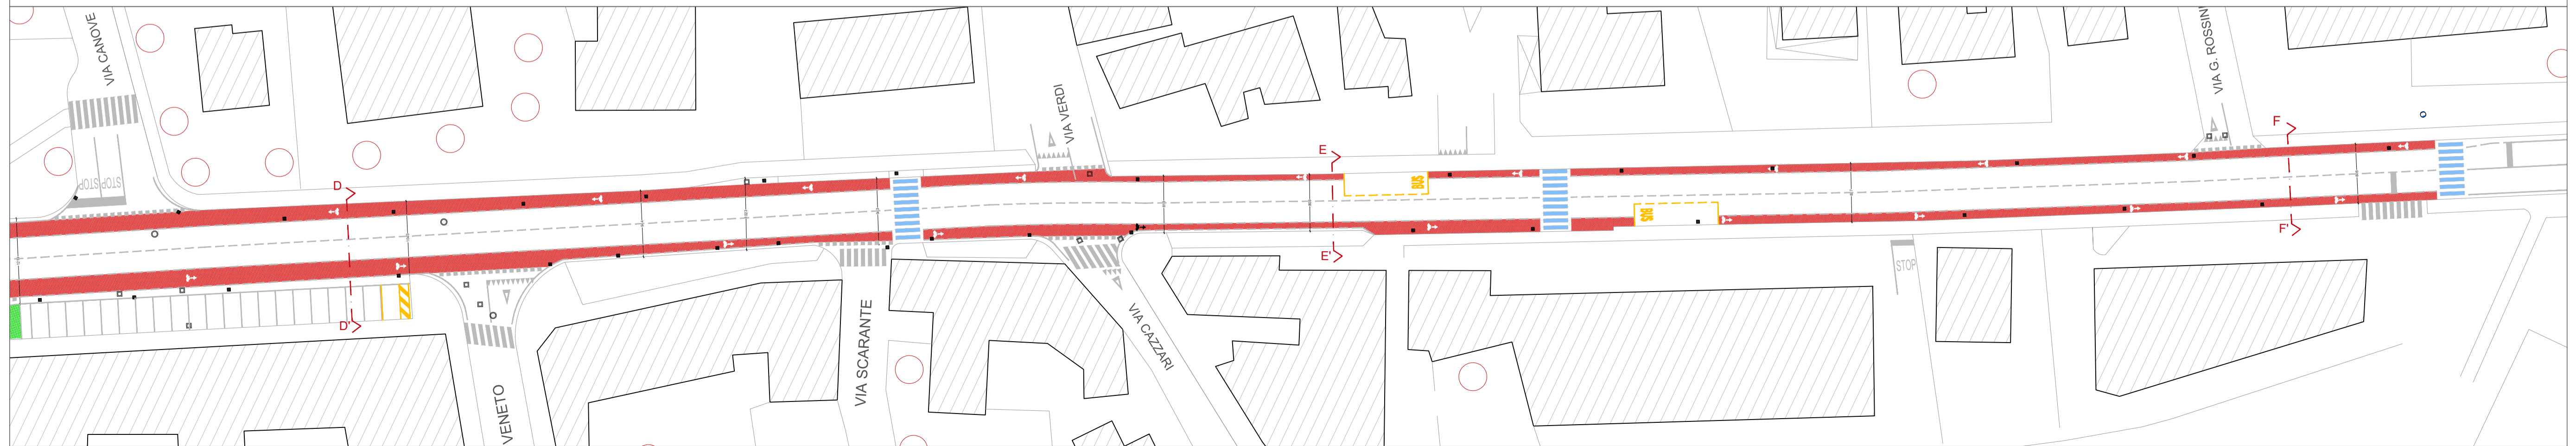 VIA CANOVE
STOP
STOP
D
D'
VENETO
VIA SCARANTE
VIA VERDI
VIA CAZZARI
E
E'
BUS
BUS
STOP
VIA G. ROSSINI
F
F'